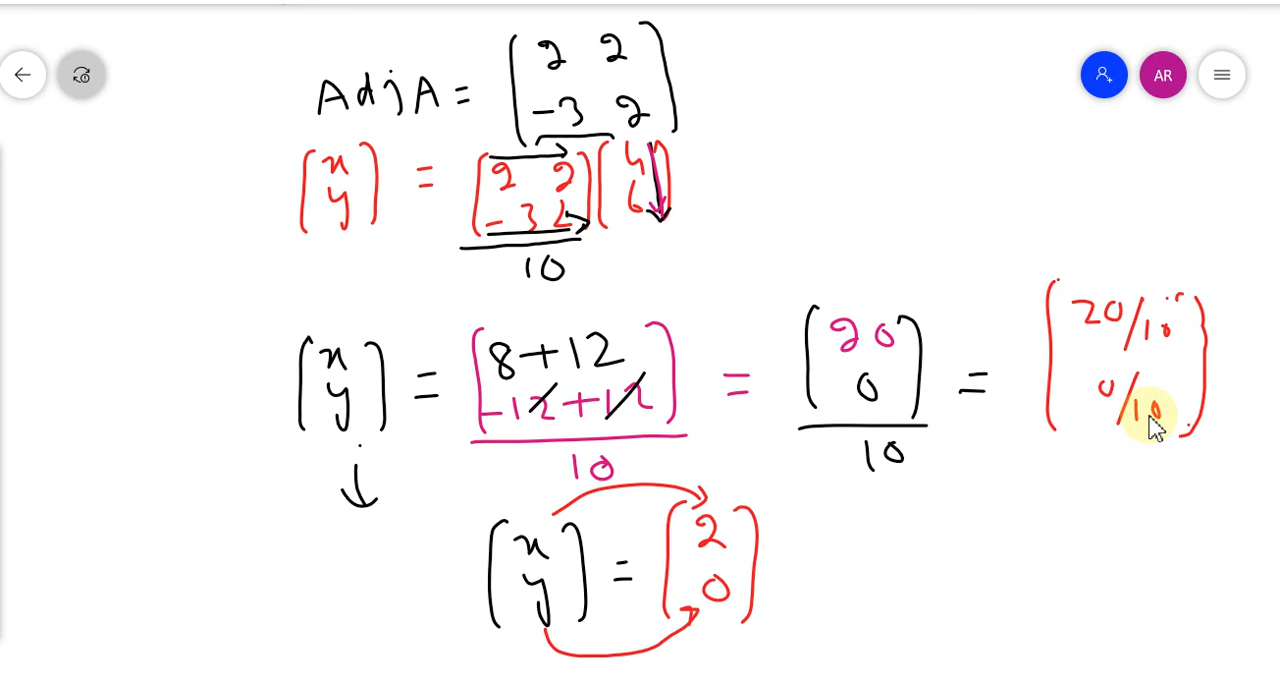 AR
Adj A = ( 2 2
-3 2 )
( x
y ) = ( 2 2
-3 2 ) ( 4
6 )
10
( x
y ) = ( 8+12
-12+12 ) = ( 20
0 ) = ( 20/10
0/10 )
10
10
( x
y ) = ( 2
0 )